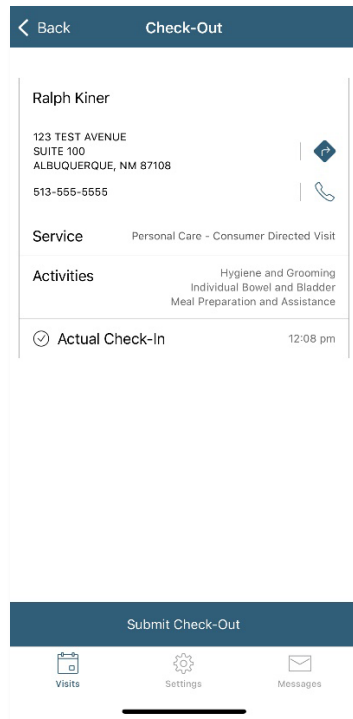 Back
Check-Out
Ralph Kiner
123 TEST AVENUE
SUITE 100
ALBUQUERQUE, NM 87108
513-555-5555
Service
Personal Care - Consumer Directed Visit
Activities
Hygiene and Grooming
Individual Bowel and Bladder
Meal Preparation and Assistance
Actual Check-In
12:08 pm
Submit Check-Out
Visits
Settings
Messages